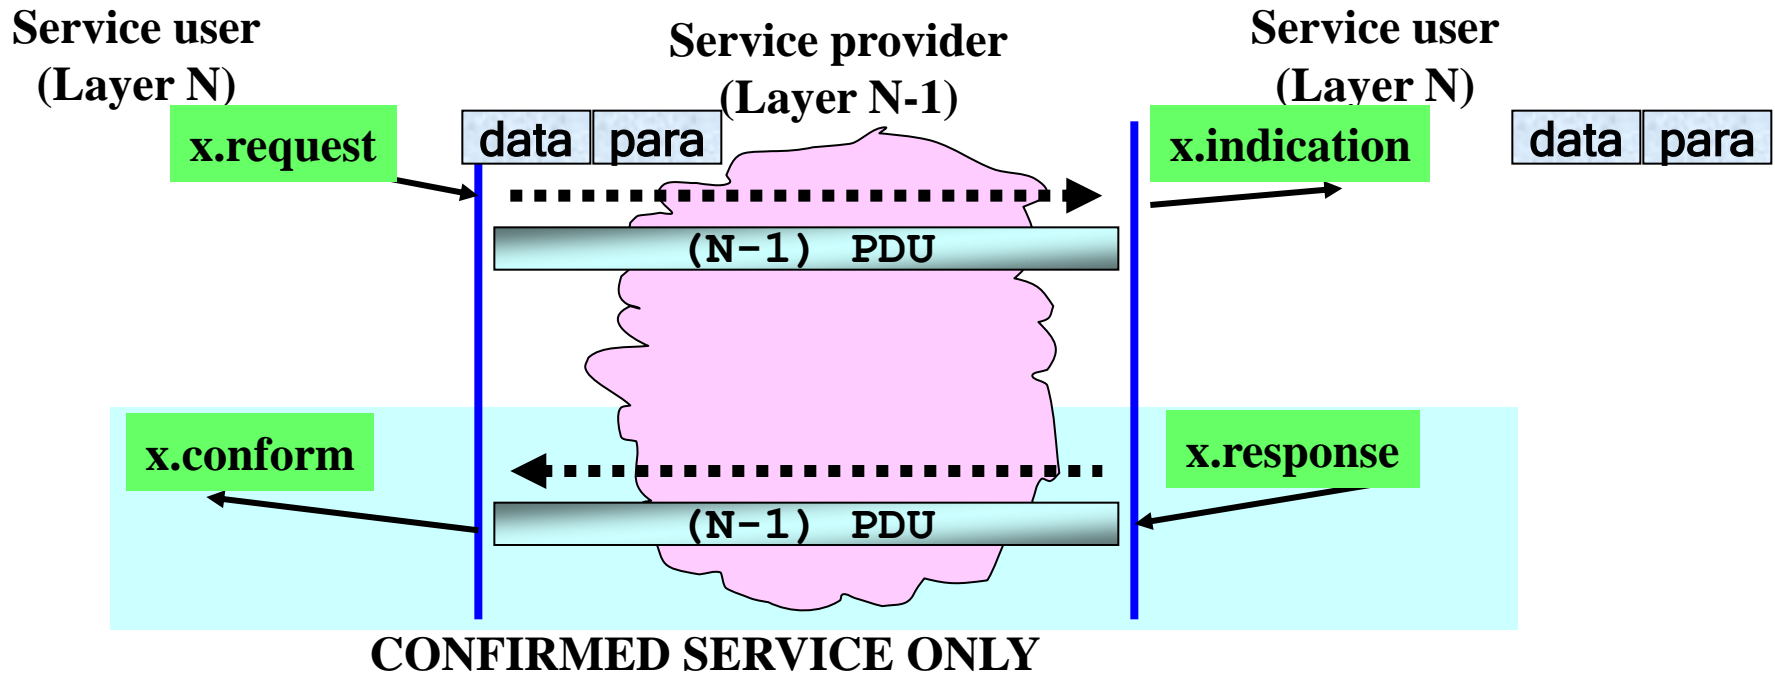 Service user
(Layer N)
Service provider
(Layer N-1)
Service user
(Layer N)
x.request
data para
x.indication
data para
(N-1) PDU
x.conform
x.response
(N-1) PDU
CONFIRMED SERVICE ONLY